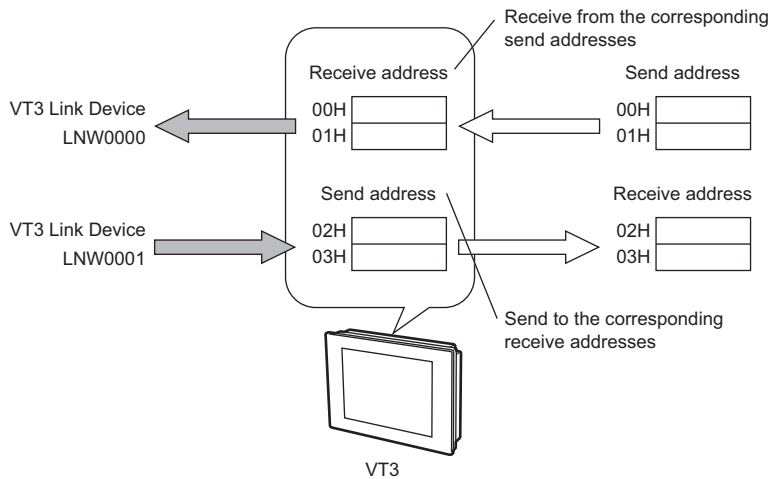 Receive from the corresponding
send addresses
Receive address
Send address
VT3 Link Device
LNW0000
00H
01H
00H
01H
Send address
Receive address
VT3 Link Device
LNW0001
02H
03H
02H
03H
Send to the corresponding
receive addresses
VT3